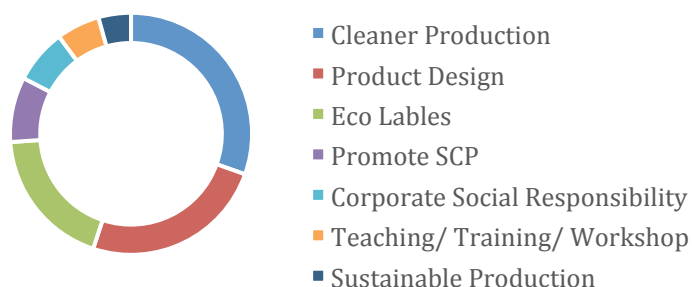 Cleaner Production
Product Design
Eco Lables
Promote SCP
Corporate Social Responsibility
Teaching/ Training/ Workshop
Sustainable Production